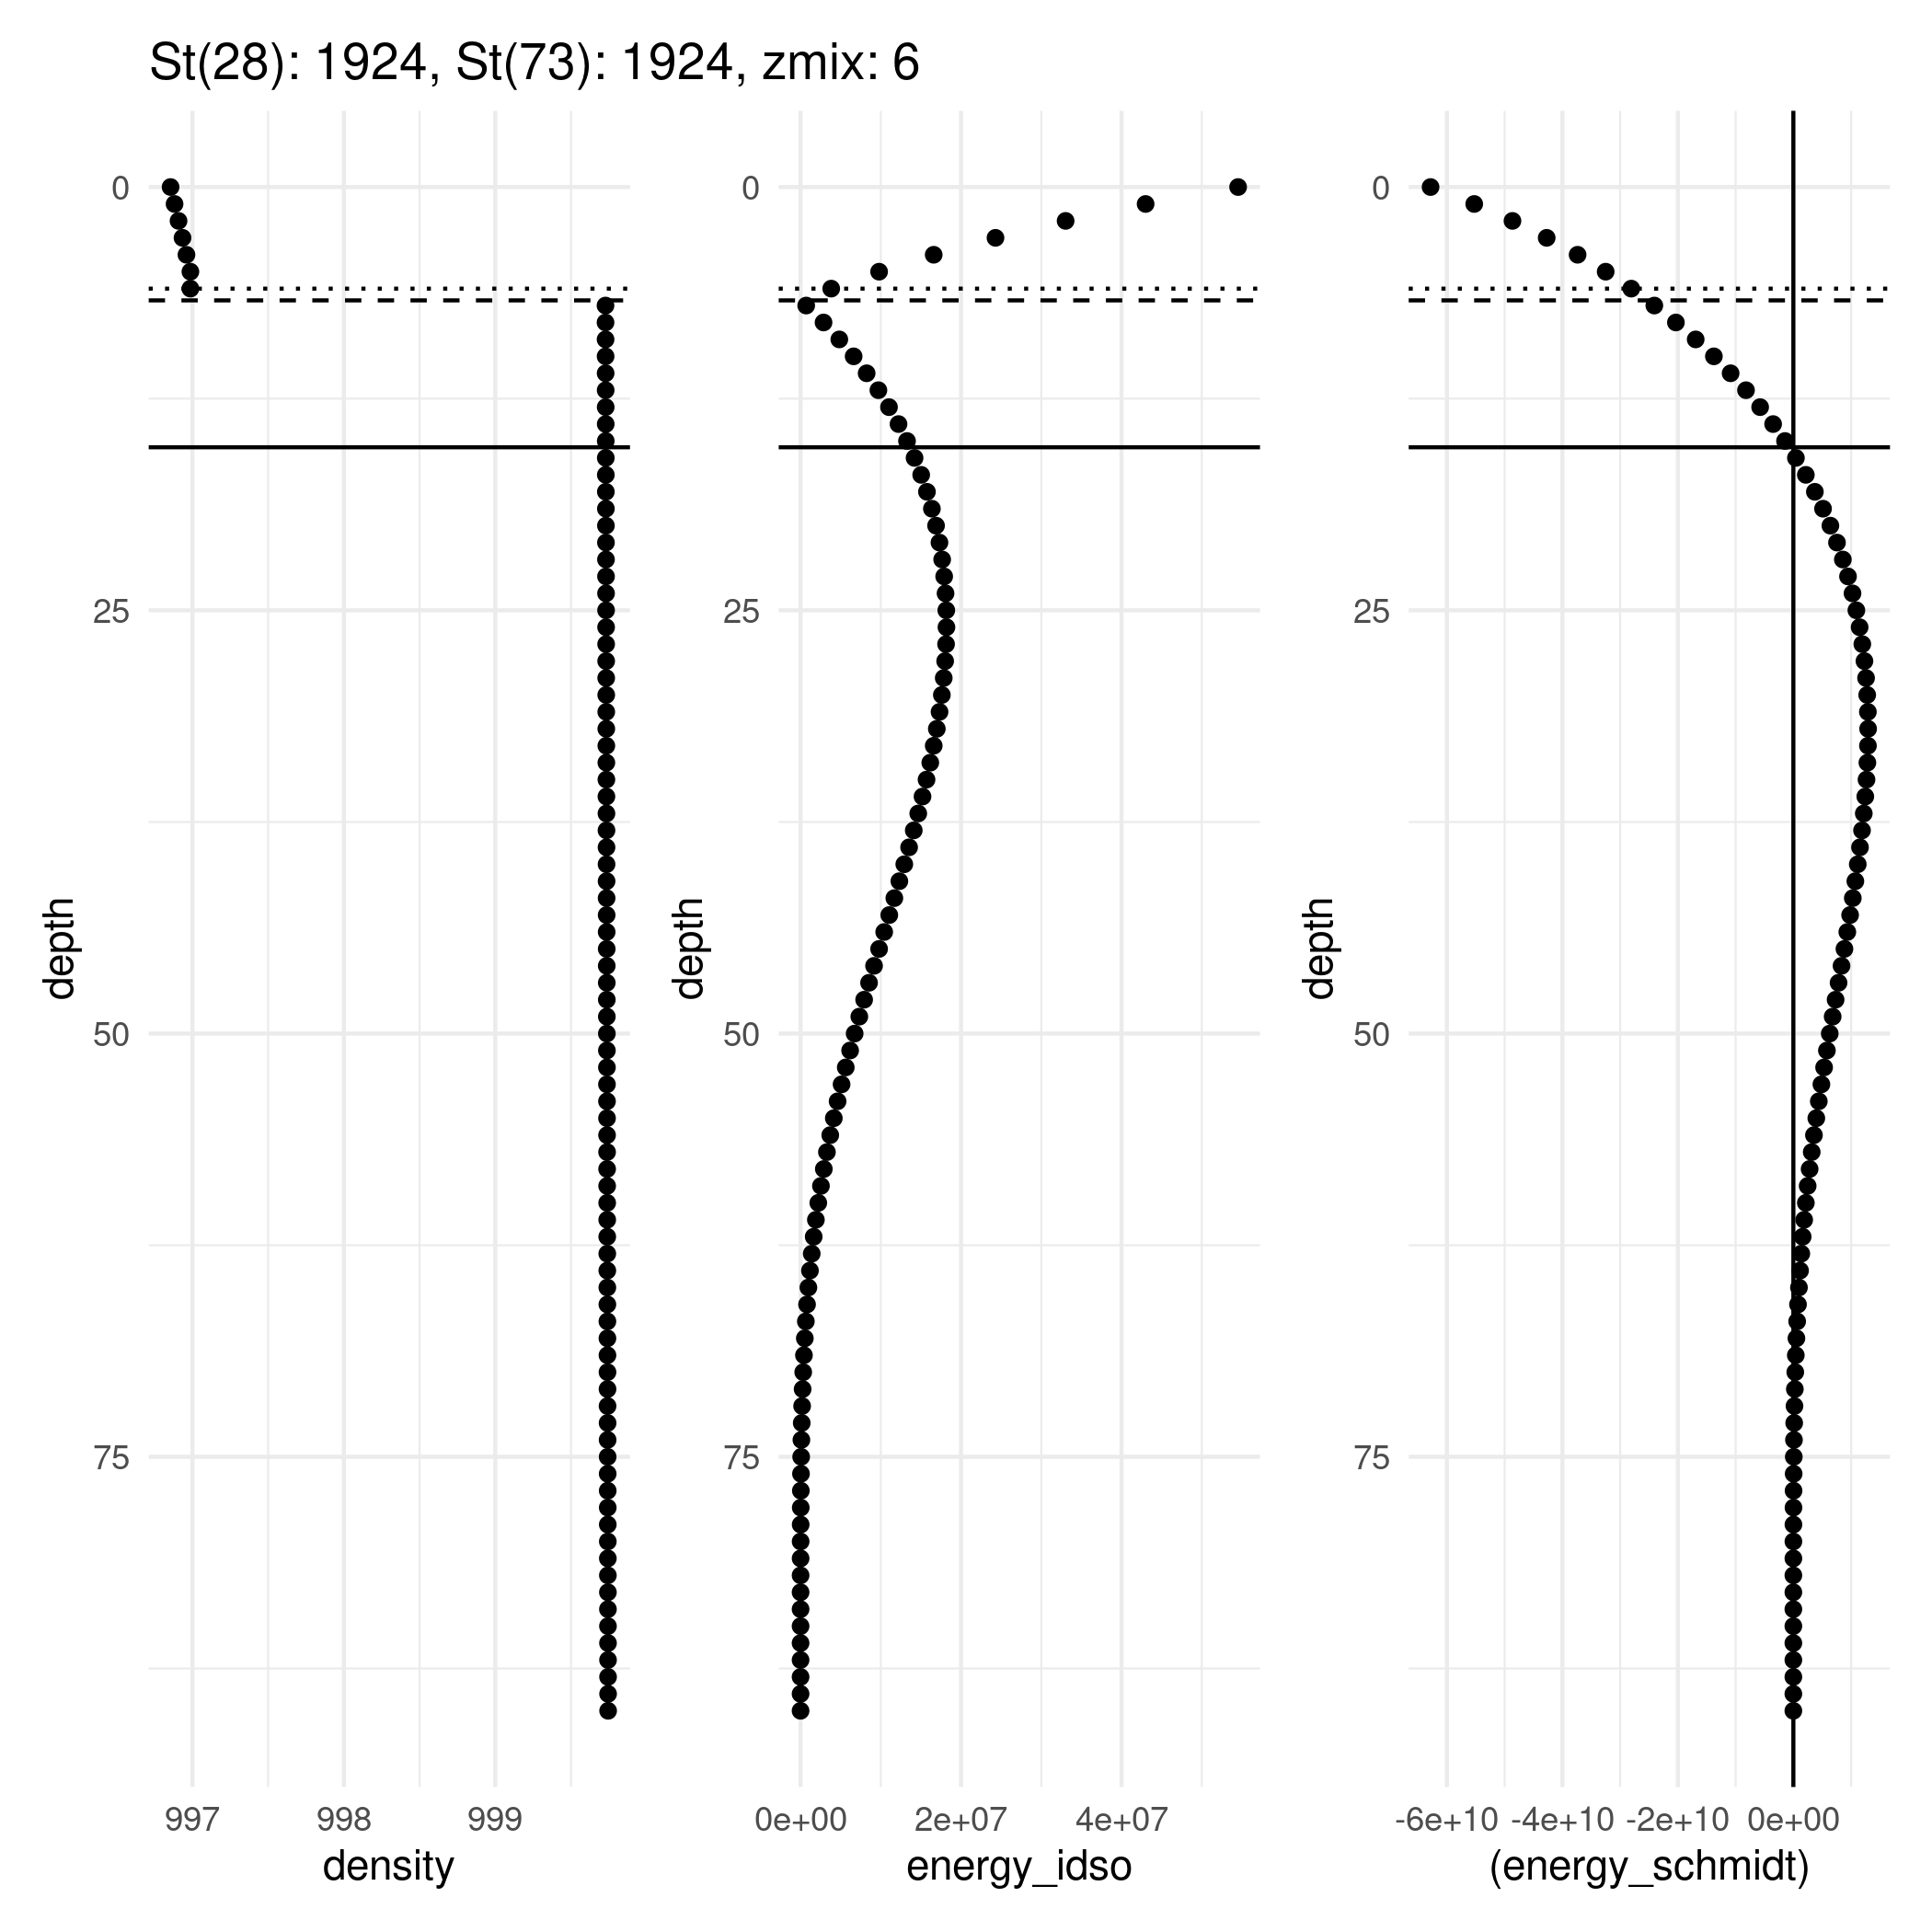 St(28): 1924, St(73): 1924, zmix: 6
0
25
50
75
depth
997 998 999
density
0
25
50
75
depth
0e+00 2e+07 4e+07
energy_idso
0
25
50
75
depth
-6e+10 -4e+10 -2e+10 0e+00
(energy_schmidt)